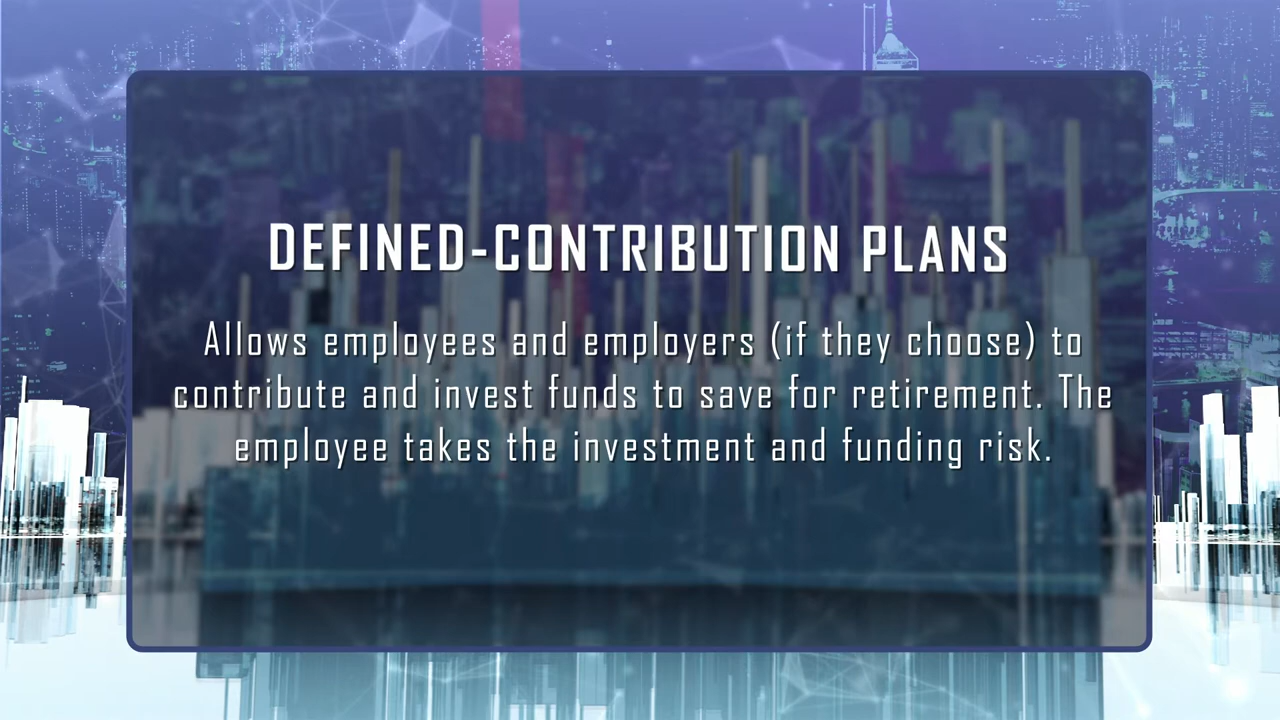 DEFINED-CONTRIBUTION PLANS
Allows employees and employers (if they choose) to
contribute and invest funds to save for retirement. The
employee takes the investment and funding risk.